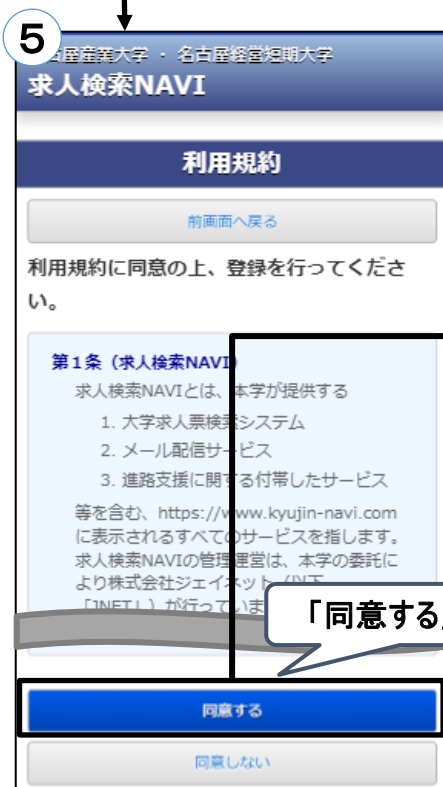 ⑤
古屋産業大学 ・ 名古屋経営短期大学
求人検索NAVI
利用規約
前画面へ戻る
利用規約に同意の上、登録を行ってくださ
い。
第1条（求人検索NAVI）
求人検索NAVIとは、本学が提供する
1. 大学求人票検索システム
2. メール配信サービス
3. 進路支援に関する付帯したサービス
等を含む、https://www.kyujin-navi.com
に表示されるすべてのサービスを指します。
求人検索NAVIの管理運営は、本学の委託に
より株式会社ジェイネット（以下
「JNET」）が行っていま
「同意する」
同意する
同意しない